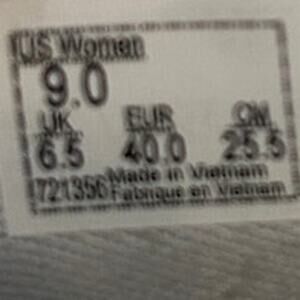 US Women
9.0
UK EUR CM
6.5 40.0 25.5
721356 Made in Vietnam
Fabriqué en Vietnam